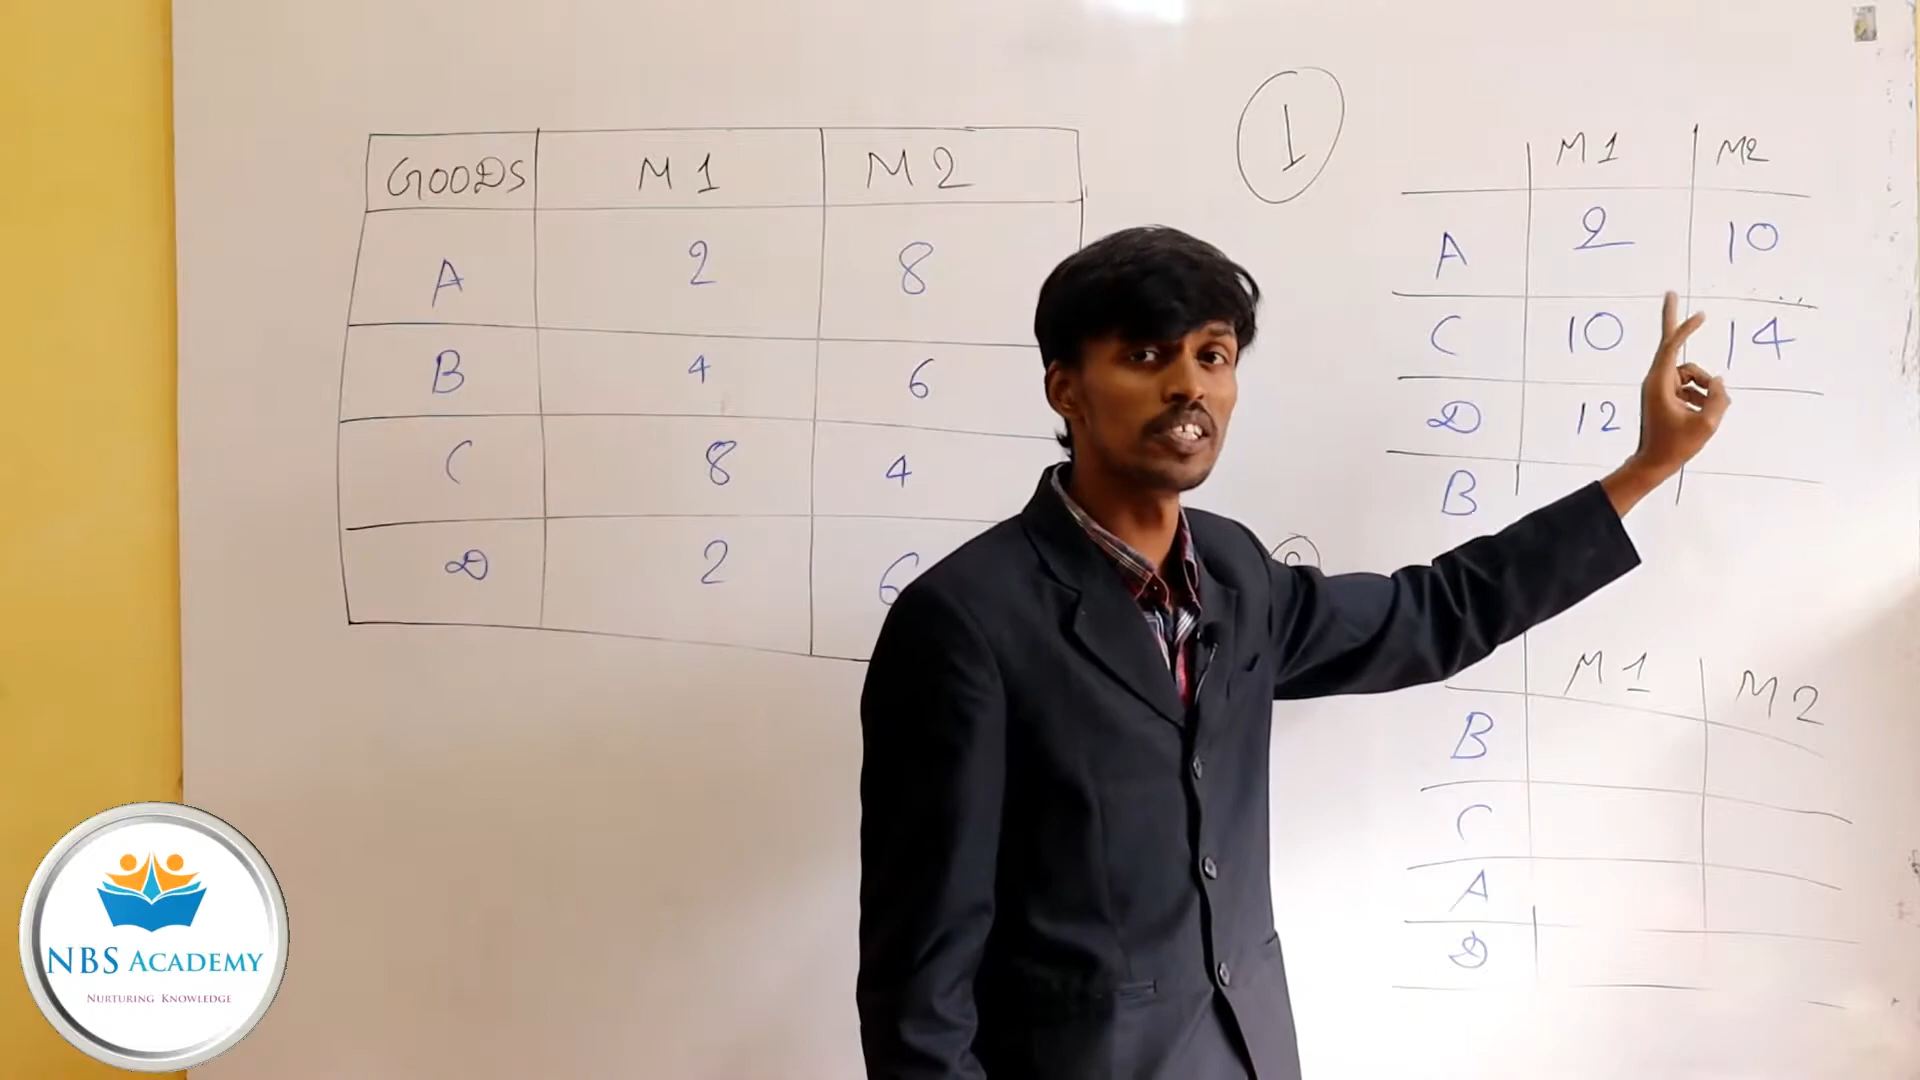 GOODS M1 M2
A 2 8
B 4 6
C 8 4
D 2 6
1
M1 M2
A 2 10
C 10 14
D 12
B
M1 M2
B
C
A
D
NBS ACADEMY
NURTURING KNOWLEDGE